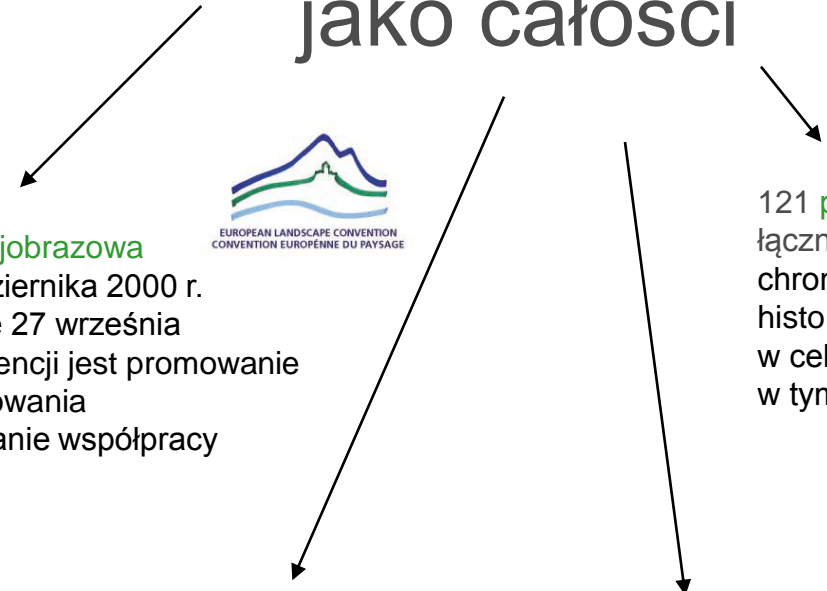 jako całości
EUROPEAN LANDSCAPE CONVENTION
CONVENTION EUROPÉNNE DU PAYSAGE
jobrazowa
ziernika 2000 r.
27 września
encji jest promowanie
owania
anie współpracy
121
łączn
chron
histo
w cel
w tym